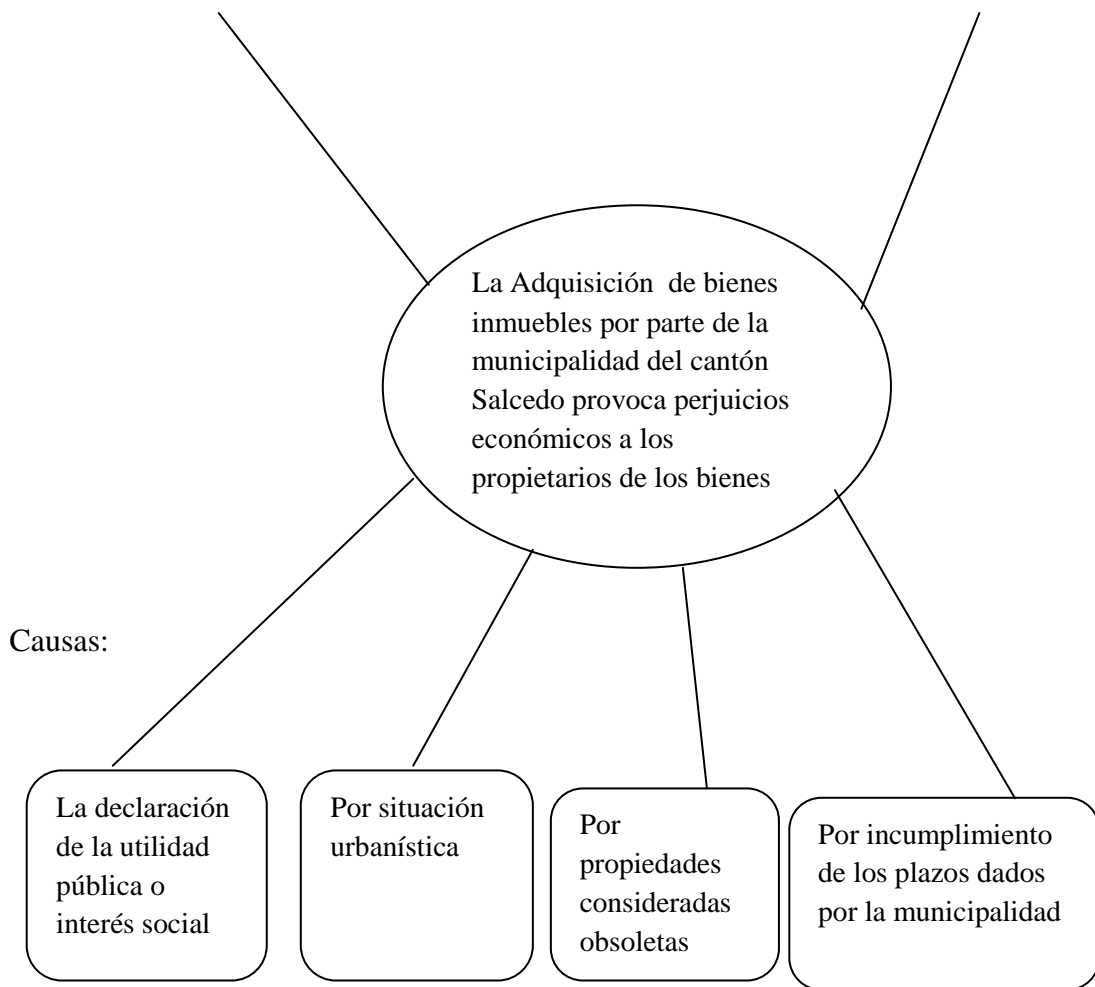 La Adquisición  de bienes
inmuebles por parte de la
municipalidad del cantón
Salcedo provoca perjuicios
económicos a los
propietarios de los bienes
Causas:
La declaración
de la utilidad
pública o
interés social
Por situación
urbanística
Por
propiedades
consideradas
obsoletas
Por incumplimiento
de los plazos dados
por la municipalidad